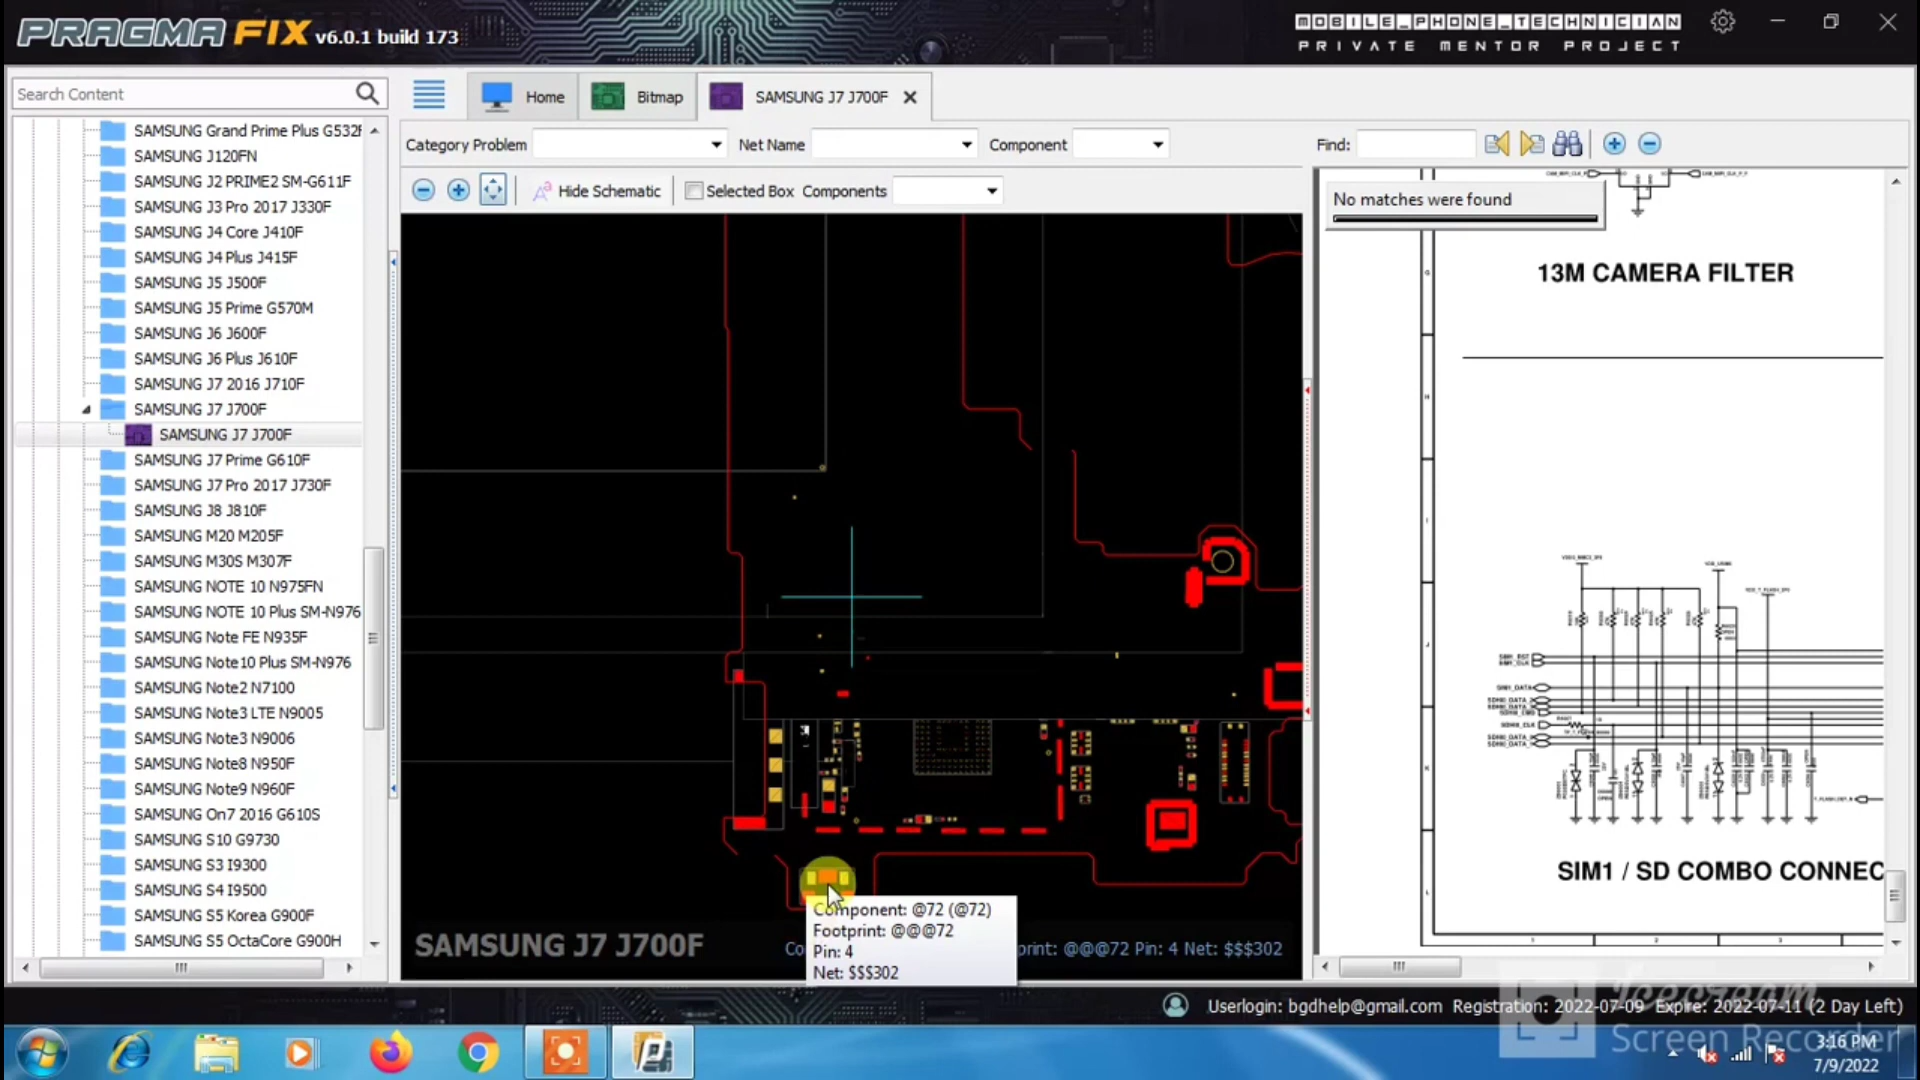 PRAGMA FIX v6.0.1 build 173
MOBILE_PHONE_TECHNICIAN
PRIVATE MENTOR PROJECT
Search Content
Home
Bitmap
SAMSUNG J7 J700F
Category Problem
Net Name
Component
Find:
Hide Schematic
Selected Box
Components
No matches were found
SAMSUNG Grand Prime Plus G532F
SAMSUNG J120FN
SAMSUNG J2 PRIME2 SM-G611F
SAMSUNG J3 Pro 2017 J330F
SAMSUNG J4 Core J410F
SAMSUNG J4 Plus J415F
SAMSUNG J5 J500F
SAMSUNG J5 Prime G570M
SAMSUNG J6 J600F
SAMSUNG J6 Plus J610F
SAMSUNG J7 2016 J710F
SAMSUNG J7 J700F
SAMSUNG J7 J700F
SAMSUNG J7 Prime G610F
SAMSUNG J7 Pro 2017 J730F
SAMSUNG J8 J810F
SAMSUNG M20 M205F
SAMSUNG M30S M307F
SAMSUNG NOTE 10 N975FN
SAMSUNG NOTE 10 Plus SM-N976
SAMSUNG Note FE N935F
SAMSUNG Note10 Plus SM-N976
SAMSUNG Note2 N7100
SAMSUNG Note3 LTE N9005
SAMSUNG Note3 N9006
SAMSUNG Note8 N950F
SAMSUNG Note9 N960F
SAMSUNG On7 2016 G610S
SAMSUNG S10 G9730
SAMSUNG S3 I9300
SAMSUNG S4 I9500
SAMSUNG S5 Korea G900F
SAMSUNG S5 OctaCore G900H
13M CAMERA FILTER
SIM1 / SD COMBO CONNEC
SAMSUNG J7 J700F
Co
print: @@@72 Pin: 4 Net: $$$302
Component: @72 (@72)
Footprint: @@@72
Pin: 4
Net: $$$302
Userlogin: bgdhelp@gmail.com Registration: 2022-07-09 Expire: 2022-07-11 (2 Day Left)
Icecream
Screen Recorder
3:16 PM
7/9/2022